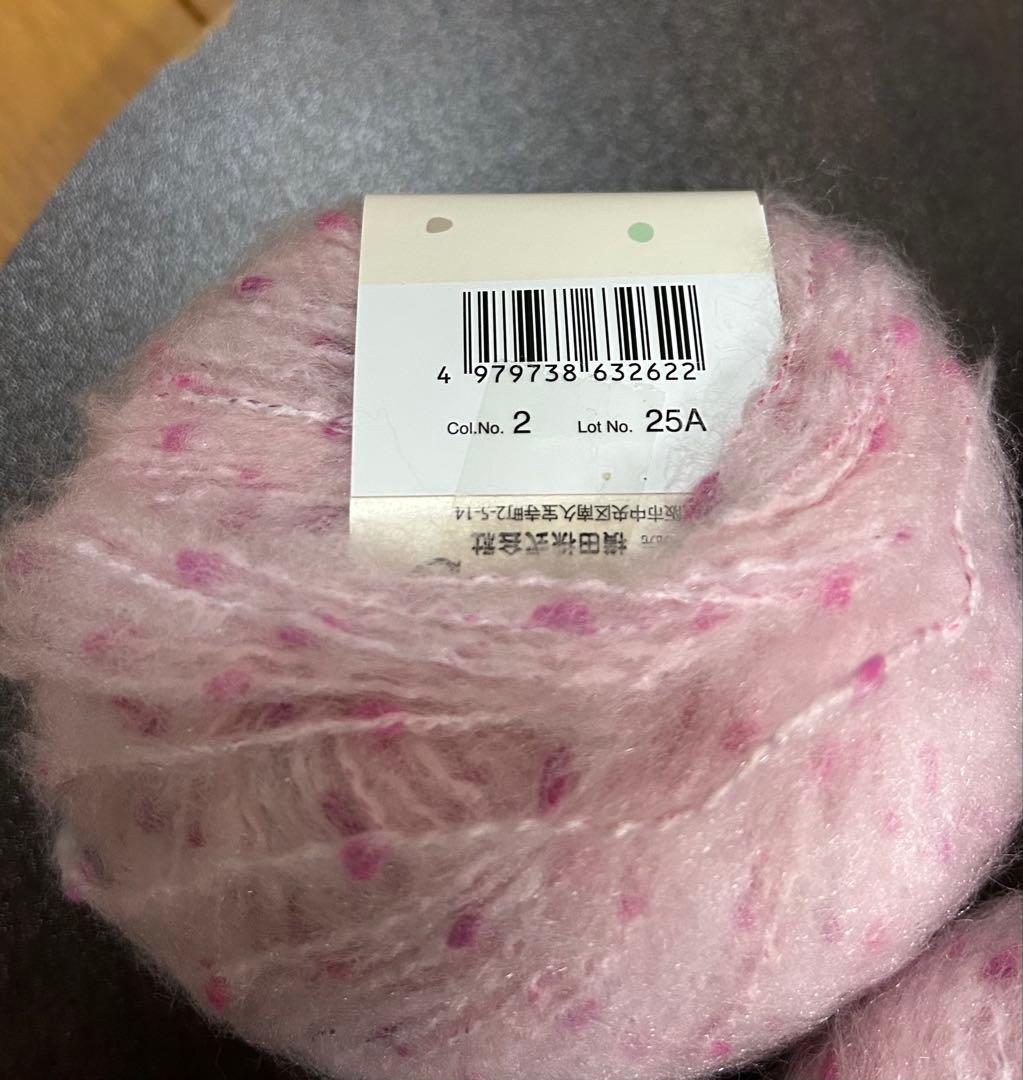 4 979738 632622
Col.No. 2 Lot No. 25A
阪市中央区南久宝寺町2-5-14
元 横田株式会社